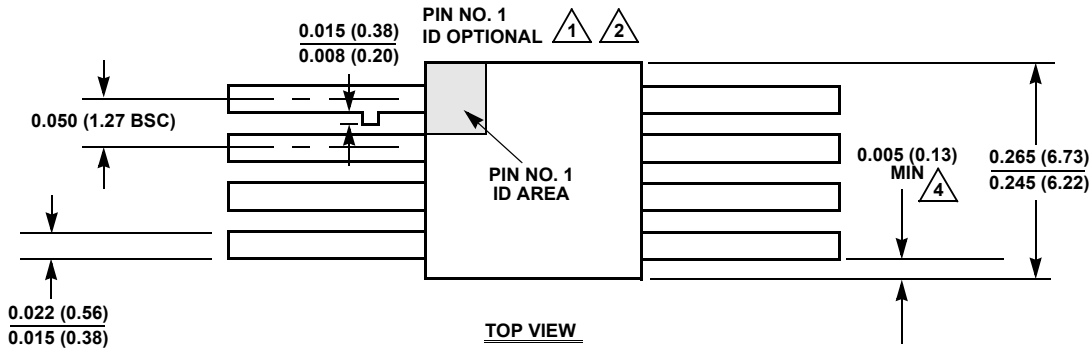 PIN NO. 1
ID OPTIONAL 1 2
0.015 (0.38)
0.008 (0.20)
0.050 (1.27 BSC)
PIN NO. 1
ID AREA
0.005 (0.13)
MIN 4
0.265 (6.73)
0.245 (6.22)
0.022 (0.56)
0.015 (0.38)
TOP VIEW